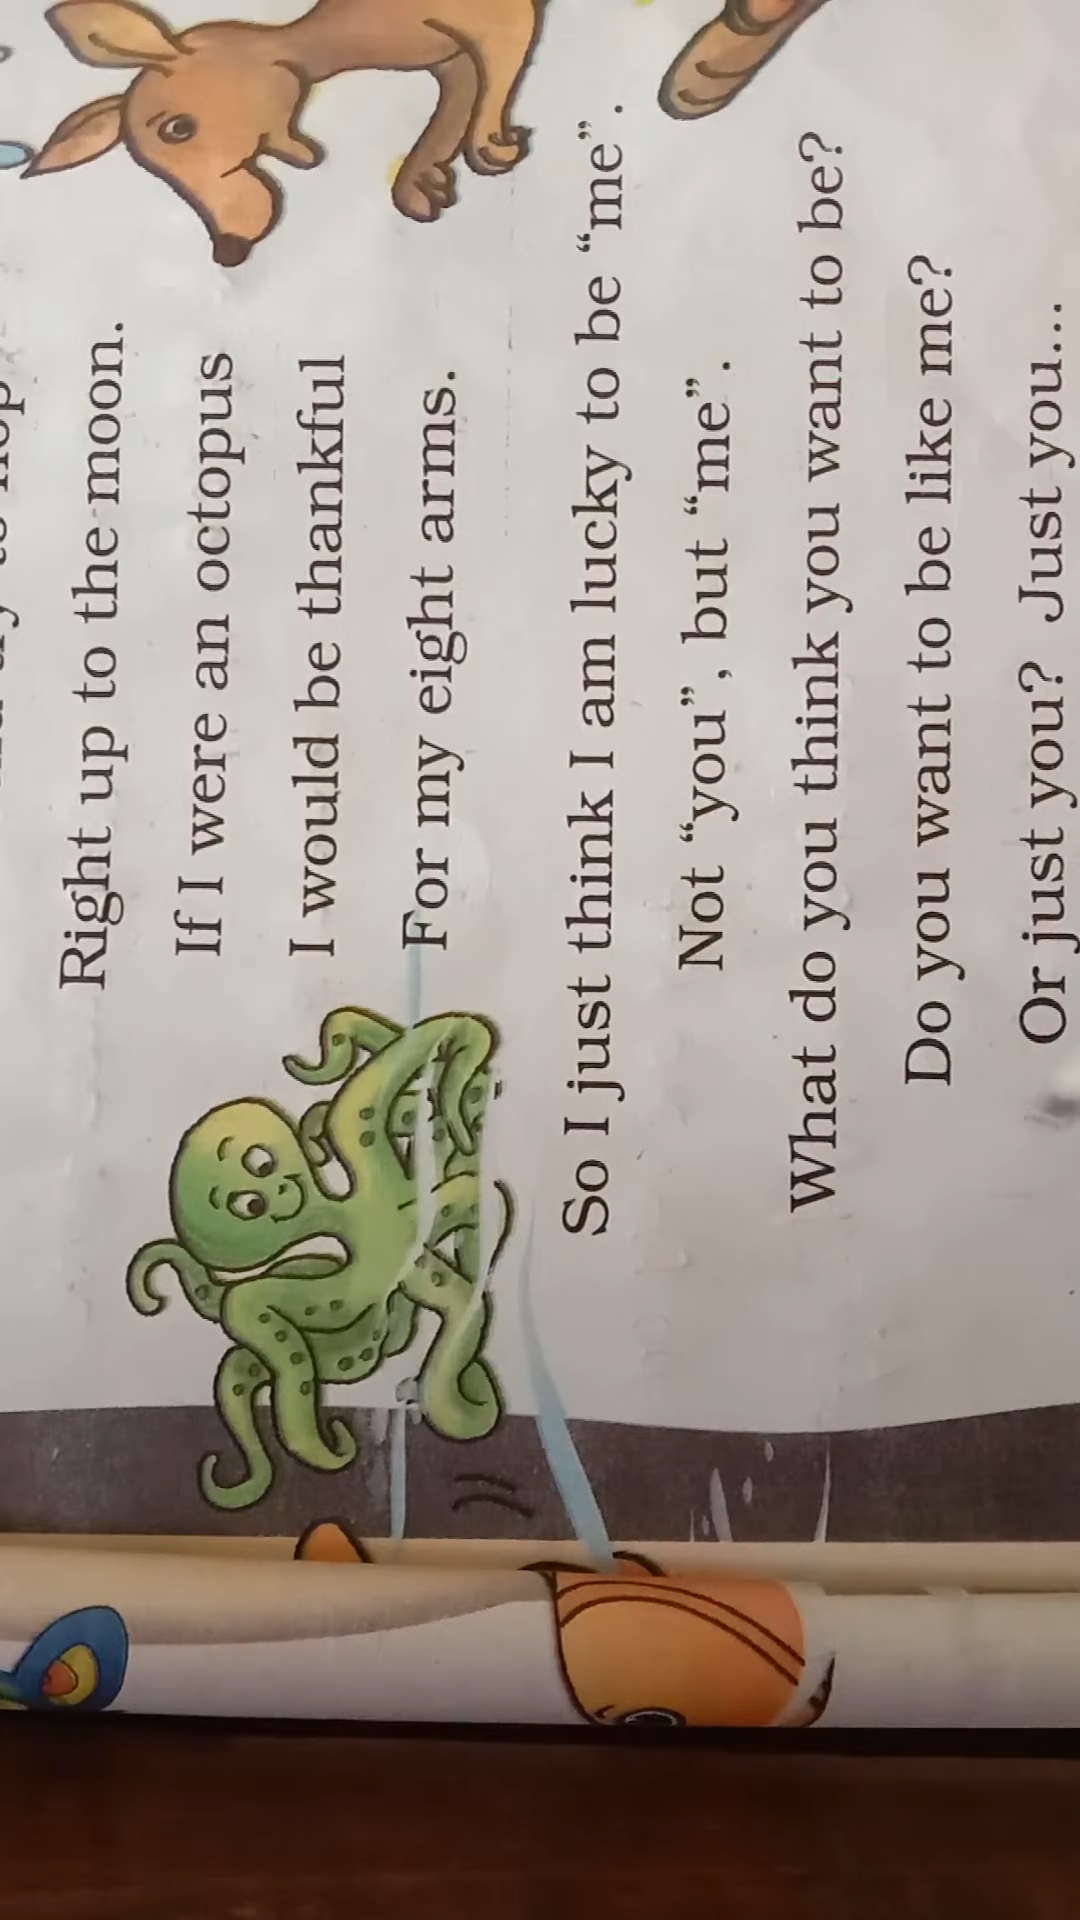 to hop
Right up to the moon.
If I were an octopus
I would be thankful
For my eight arms.
So I just think I am lucky to be “me”.
Not “you”, but “me”.
What do you think you want to be?
Do you want to be like me?
Or just you? Just you...